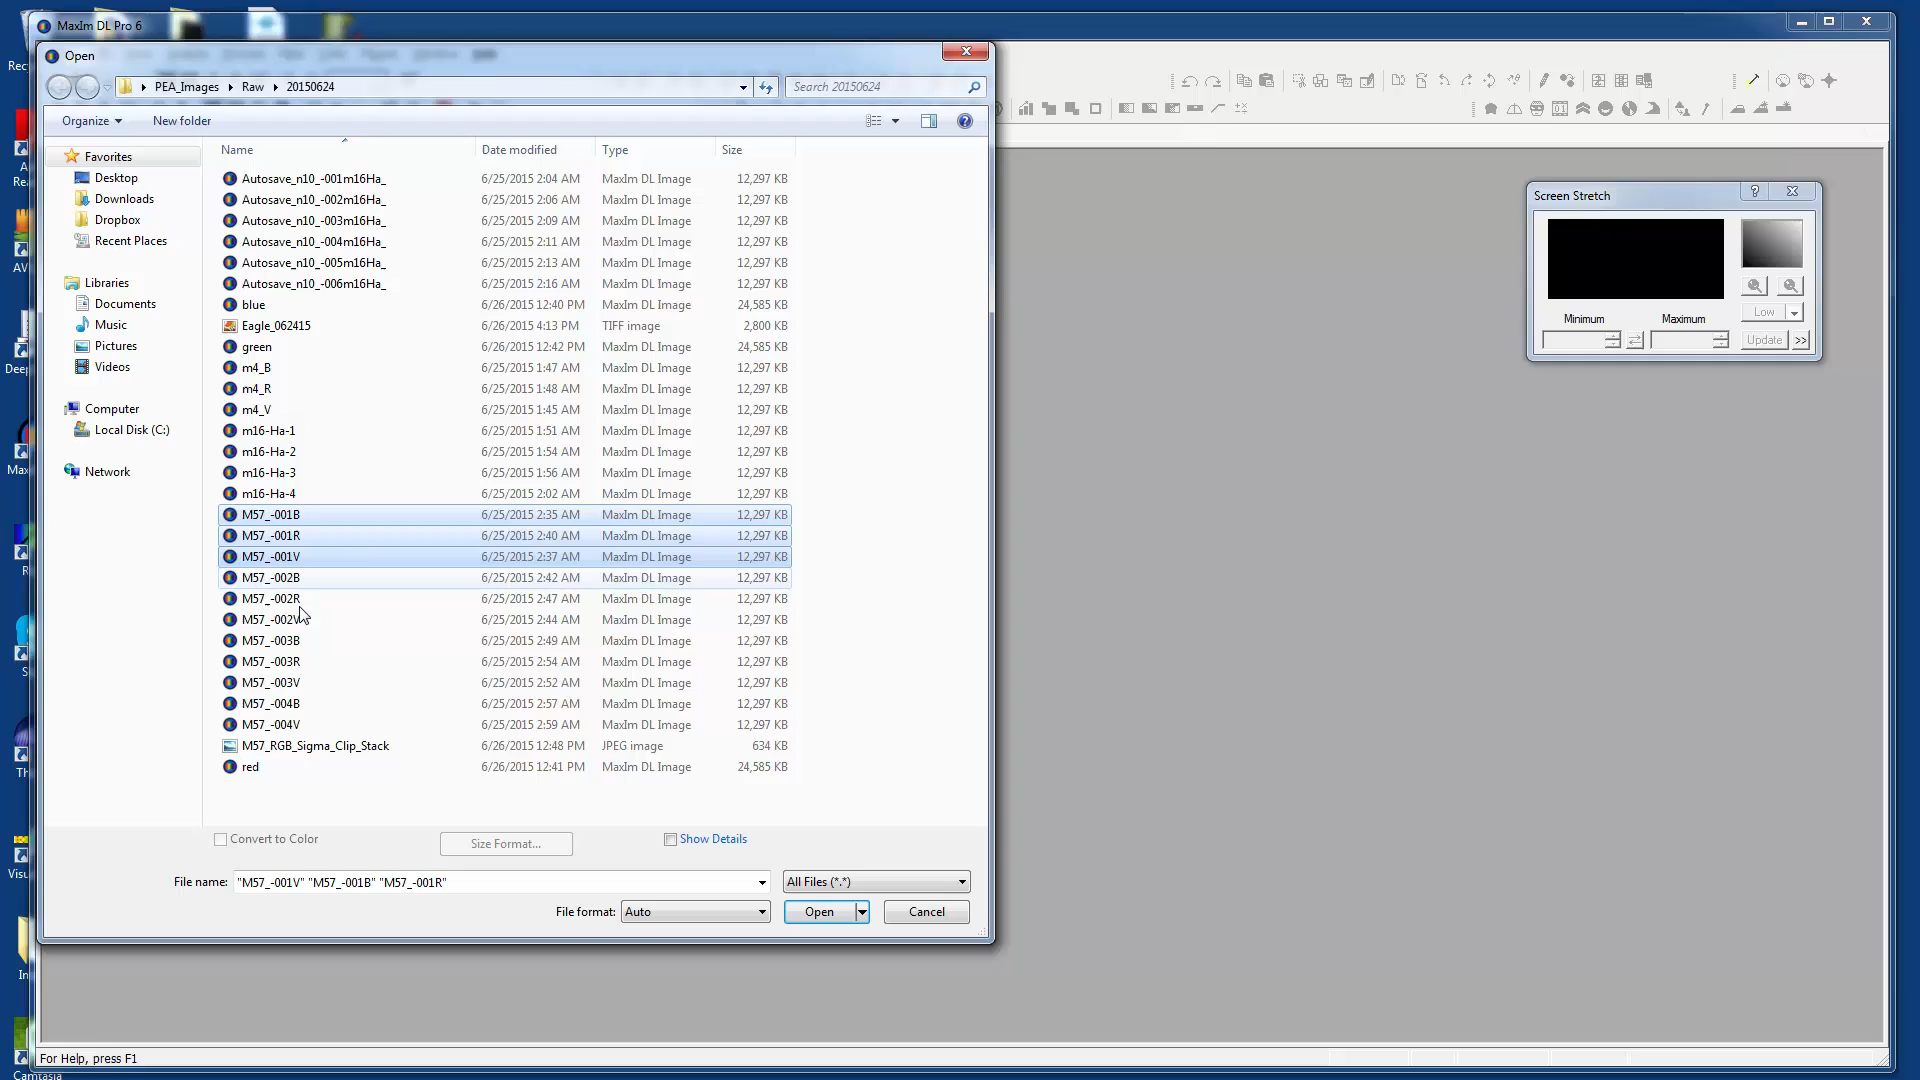 MaxIm DL Pro 6
Open
PEA_Images Raw 20150624
Search 20150624
Organize New folder
Name Date modified Type Size
Favorites
Desktop
Downloads
Dropbox
Recent Places
Libraries
Documents
Music
Pictures
Videos
Computer
Local Disk (C:)
Network
Autosave_n10_-001m16Ha_ 6/25/2015 2:04 AM MaxIm DL Image 12,297 KB
Autosave_n10_-002m16Ha_ 6/25/2015 2:06 AM MaxIm DL Image 12,297 KB
Autosave_n10_-003m16Ha_ 6/25/2015 2:09 AM MaxIm DL Image 12,297 KB
Autosave_n10_-004m16Ha_ 6/25/2015 2:11 AM MaxIm DL Image 12,297 KB
Autosave_n10_-005m16Ha_ 6/25/2015 2:13 AM MaxIm DL Image 12,297 KB
Autosave_n10_-006m16Ha_ 6/25/2015 2:16 AM MaxIm DL Image 12,297 KB
blue 6/26/2015 12:40 PM MaxIm DL Image 24,585 KB
Eagle_062415 6/26/2015 4:13 PM TIFF image 2,800 KB
green 6/26/2015 12:42 PM MaxIm DL Image 24,585 KB
m4_B 6/25/2015 1:47 AM MaxIm DL Image 12,297 KB
m4_R 6/25/2015 1:48 AM MaxIm DL Image 12,297 KB
m4_V 6/25/2015 1:45 AM MaxIm DL Image 12,297 KB
m16-Ha-1 6/25/2015 1:51 AM MaxIm DL Image 12,297 KB
m16-Ha-2 6/25/2015 1:54 AM MaxIm DL Image 12,297 KB
m16-Ha-3 6/25/2015 1:56 AM MaxIm DL Image 12,297 KB
m16-Ha-4 6/25/2015 2:02 AM MaxIm DL Image 12,297 KB
M57_-001B 6/25/2015 2:35 AM MaxIm DL Image 12,297 KB
M57_-001R 6/25/2015 2:40 AM MaxIm DL Image 12,297 KB
M57_-001V 6/25/2015 2:37 AM MaxIm DL Image 12,297 KB
M57_-002B 6/25/2015 2:42 AM MaxIm DL Image 12,297 KB
M57_-002R 6/25/2015 2:47 AM MaxIm DL Image 12,297 KB
M57_-002V 6/25/2015 2:44 AM MaxIm DL Image 12,297 KB
M57_-003B 6/25/2015 2:49 AM MaxIm DL Image 12,297 KB
M57_-003R 6/25/2015 2:54 AM MaxIm DL Image 12,297 KB
M57_-003V 6/25/2015 2:52 AM MaxIm DL Image 12,297 KB
M57_-004B 6/25/2015 2:57 AM MaxIm DL Image 12,297 KB
M57_-004V 6/25/2015 2:59 AM MaxIm DL Image 12,297 KB
M57_RGB_Sigma_Clip_Stack 6/26/2015 12:48 PM JPEG image 634 KB
red 6/26/2015 12:41 PM MaxIm DL Image 24,585 KB
Convert to Color Size Format... Show Details
File name: "M57_-001V" "M57_-001B" "M57_-001R" All Files (*.*)
File format: Auto Open Cancel
Screen Stretch
Minimum Maximum Low
Update >>
For Help, press F1